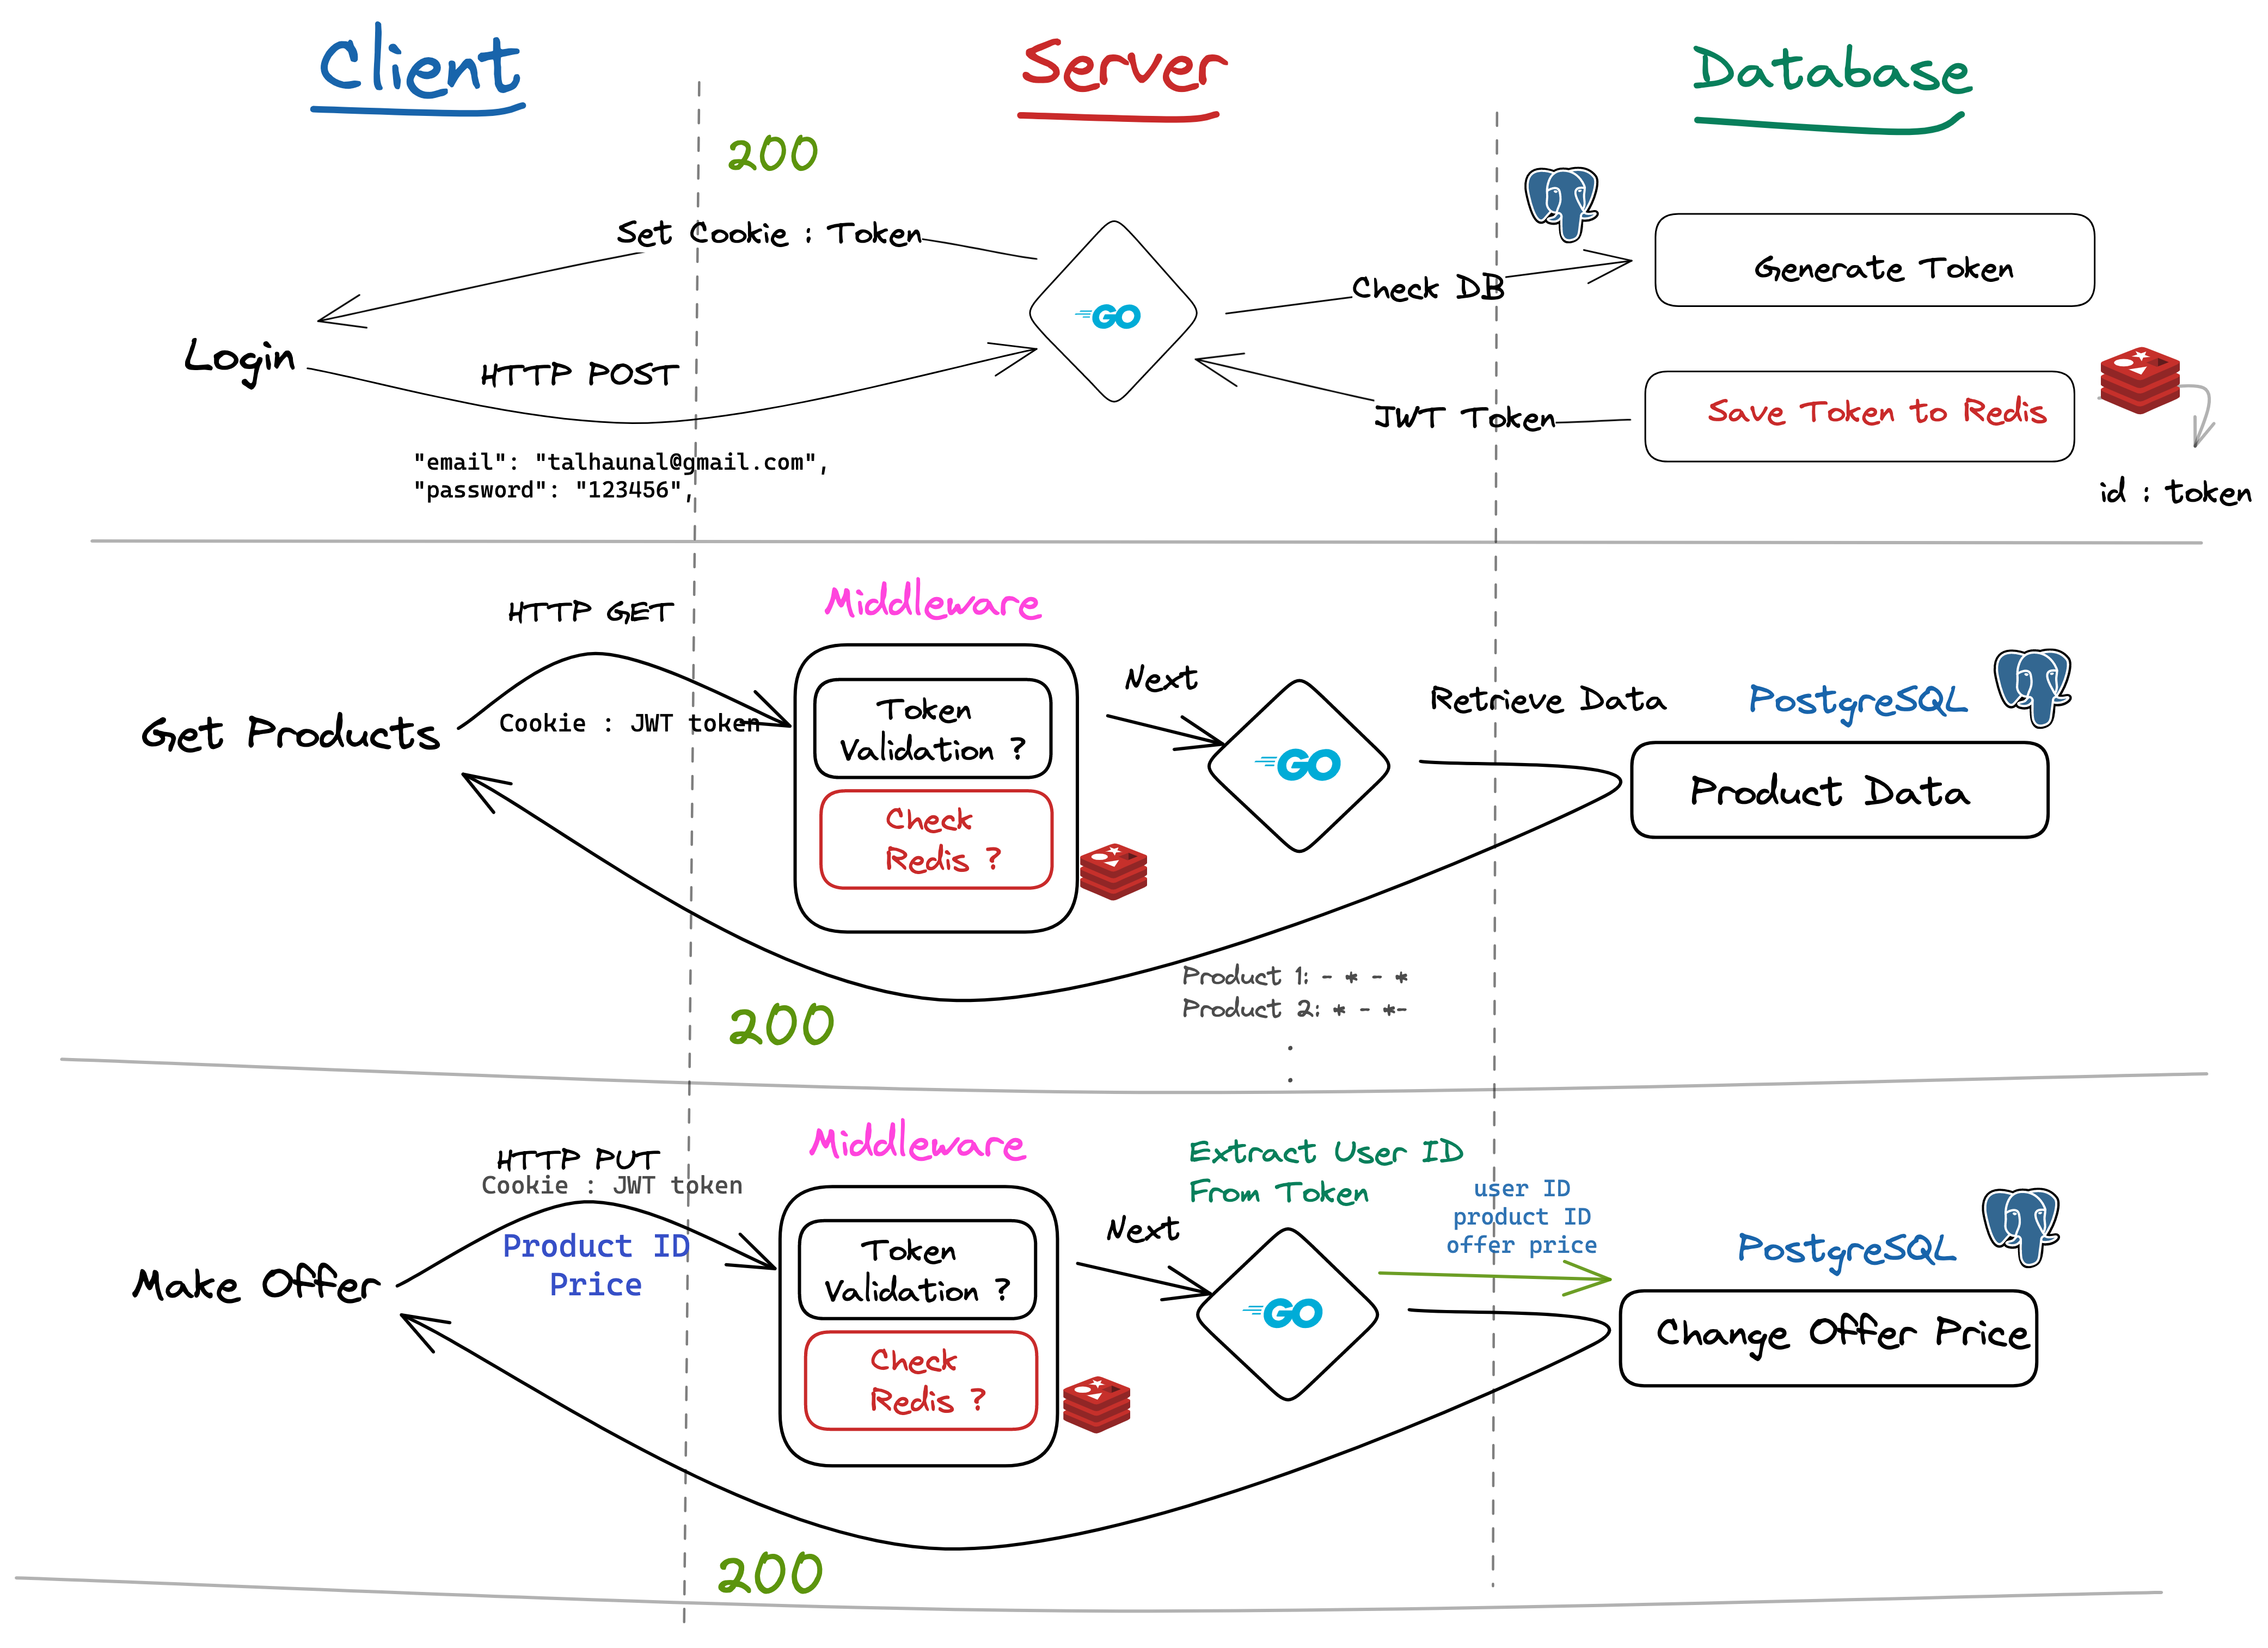 Client
Server
Database
200
Set Cookie : Token
GO
Check DB
Generate Token
Login
HTTP POST
JWT Token
Save Token to Redis
"email": "talhaunal@gmail.com",
"password": "123456",
id : token
HTTP GET
Middleware
Get Products
Cookie : JWT token
Token
Validation ?
Check
Redis ?
Next
GO
Retrieve Data
PostgreSQL
Product Data
200
Product 1: - * - *
Product 2: * - *-
.
.
HTTP PUT
Cookie : JWT token
Product ID
Price
Make Offer
Middleware
Token
Validation ?
Check
Redis ?
Next
Extract User ID
From Token
GO
user ID
product ID
offer price
PostgreSQL
Change Offer Price
200